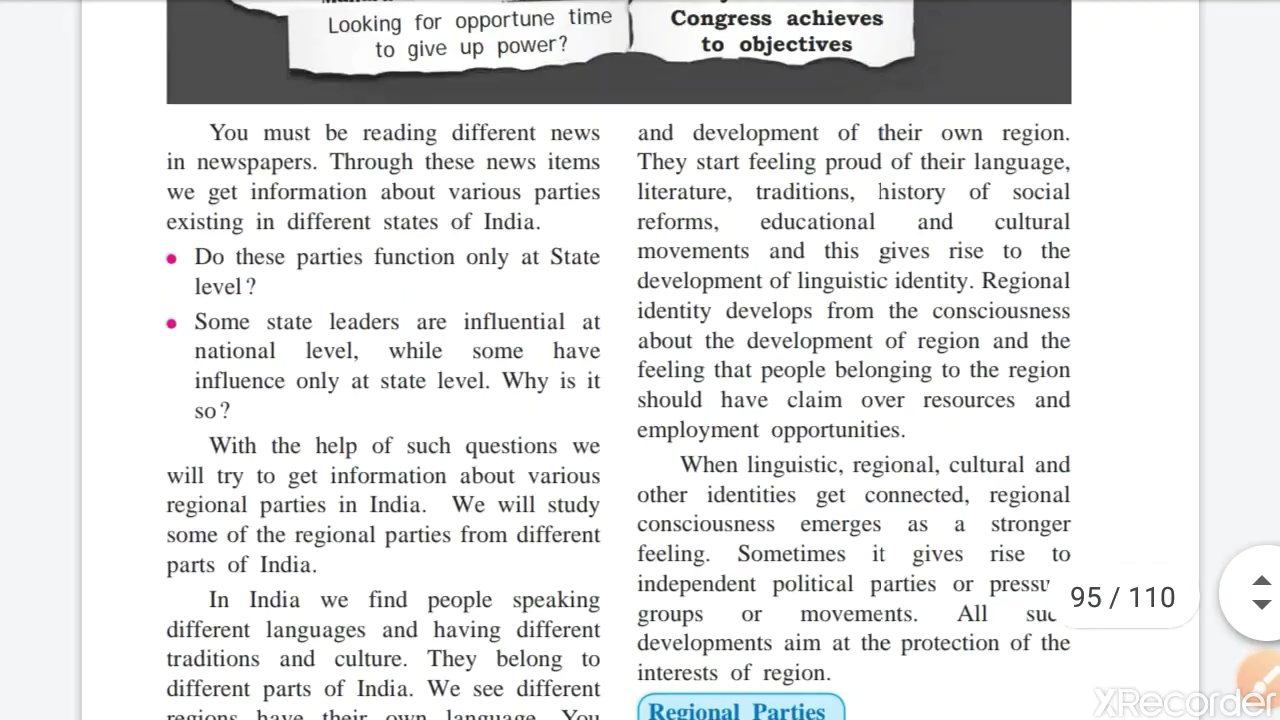 Looking for opportune time
to give up power?
Congress achieves
to objectives
You must be reading different news
in newspapers. Through these news items
we get information about various parties
existing in different states of India.
• Do these parties function only at State
level?
• Some state leaders are influential at
national level, while some have
influence only at state level. Why is it
so?
With the help of such questions we
will try to get information about various
regional parties in India. We will study
some of the regional parties from different
parts of India.
In India we find people speaking
different languages and having different
traditions and culture. They belong to
different parts of India. We see different
regions have their own language. You
and development of their own region.
They start feeling proud of their language,
literature, traditions, history of social
reforms, educational and cultural
movements and this gives rise to the
development of linguistic identity. Regional
identity develops from the consciousness
about the development of region and the
feeling that people belonging to the region
should have claim over resources and
employment opportunities.
When linguistic, regional, cultural and
other identities get connected, regional
consciousness emerges as a stronger
feeling. Sometimes it gives rise to
independent political parties or pressu
groups or movements. All suc
developments aim at the protection of the
interests of region.
Regional Parties
95 / 110
XRecorder